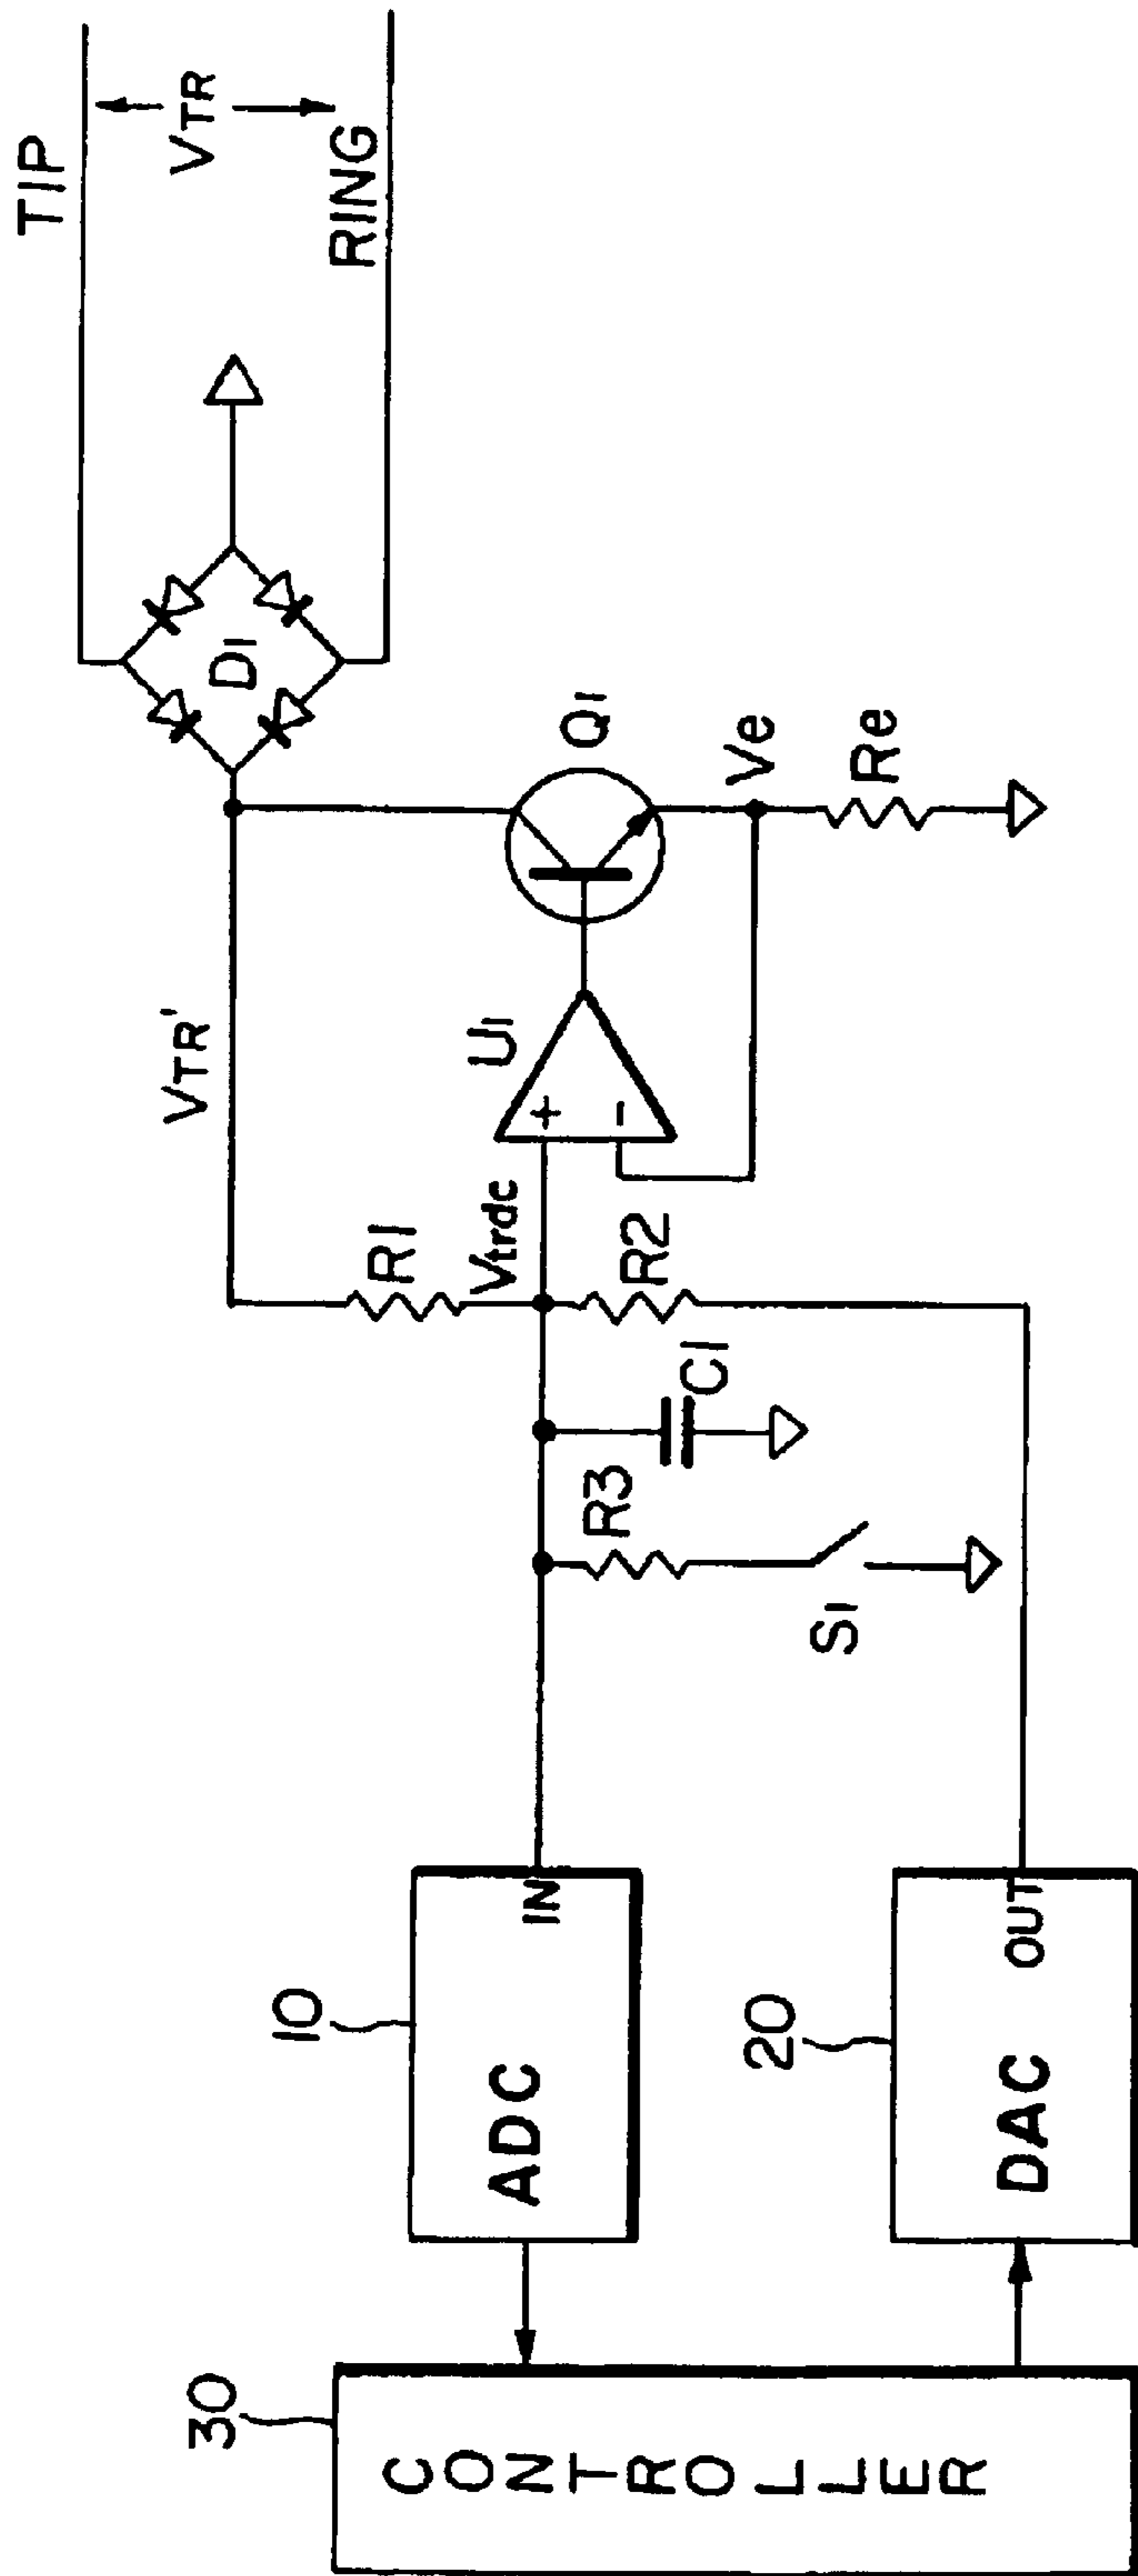 TIP
VTR
RING
D1
VTR'
Q1
Ve
Re
U1
+
-
Vtrdc
R1
R2
C1
R3
S1
10
ADC
IN
20
DAC
OUT
30
CONTROLLER